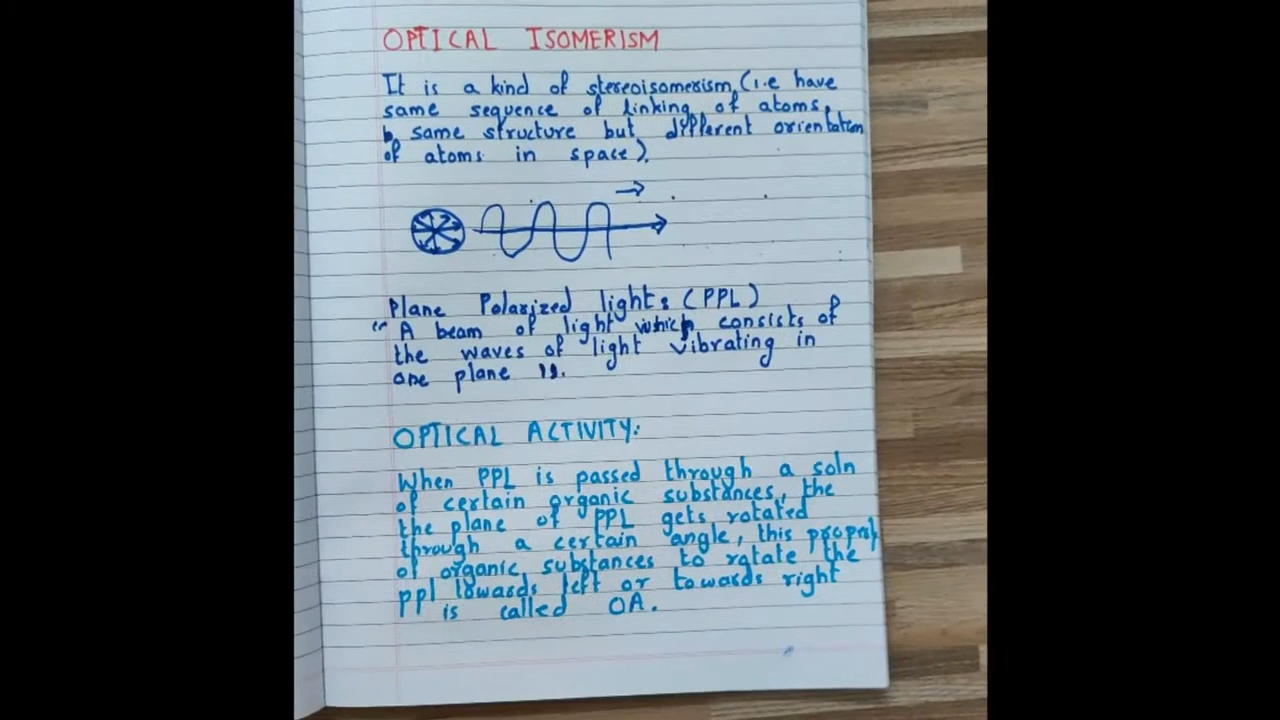 OPTICAL ISOMERISM
It is a kind of stereoisomerism, (i.e have
same sequence of linking of atoms,
same structure but different orientation
of atoms in space).
Plane Polarized light: (PPL)
" A beam of light which consists of
the waves of light vibrating in
one plane ".
OPTICAL ACTIVITY:
When PPL is passed through a soln
of certain organic substances, the
the plane of PPL gets rotated
through a certain angle, this property
of organic substances to rotate the
ppl towards left or towards right
is called OA.